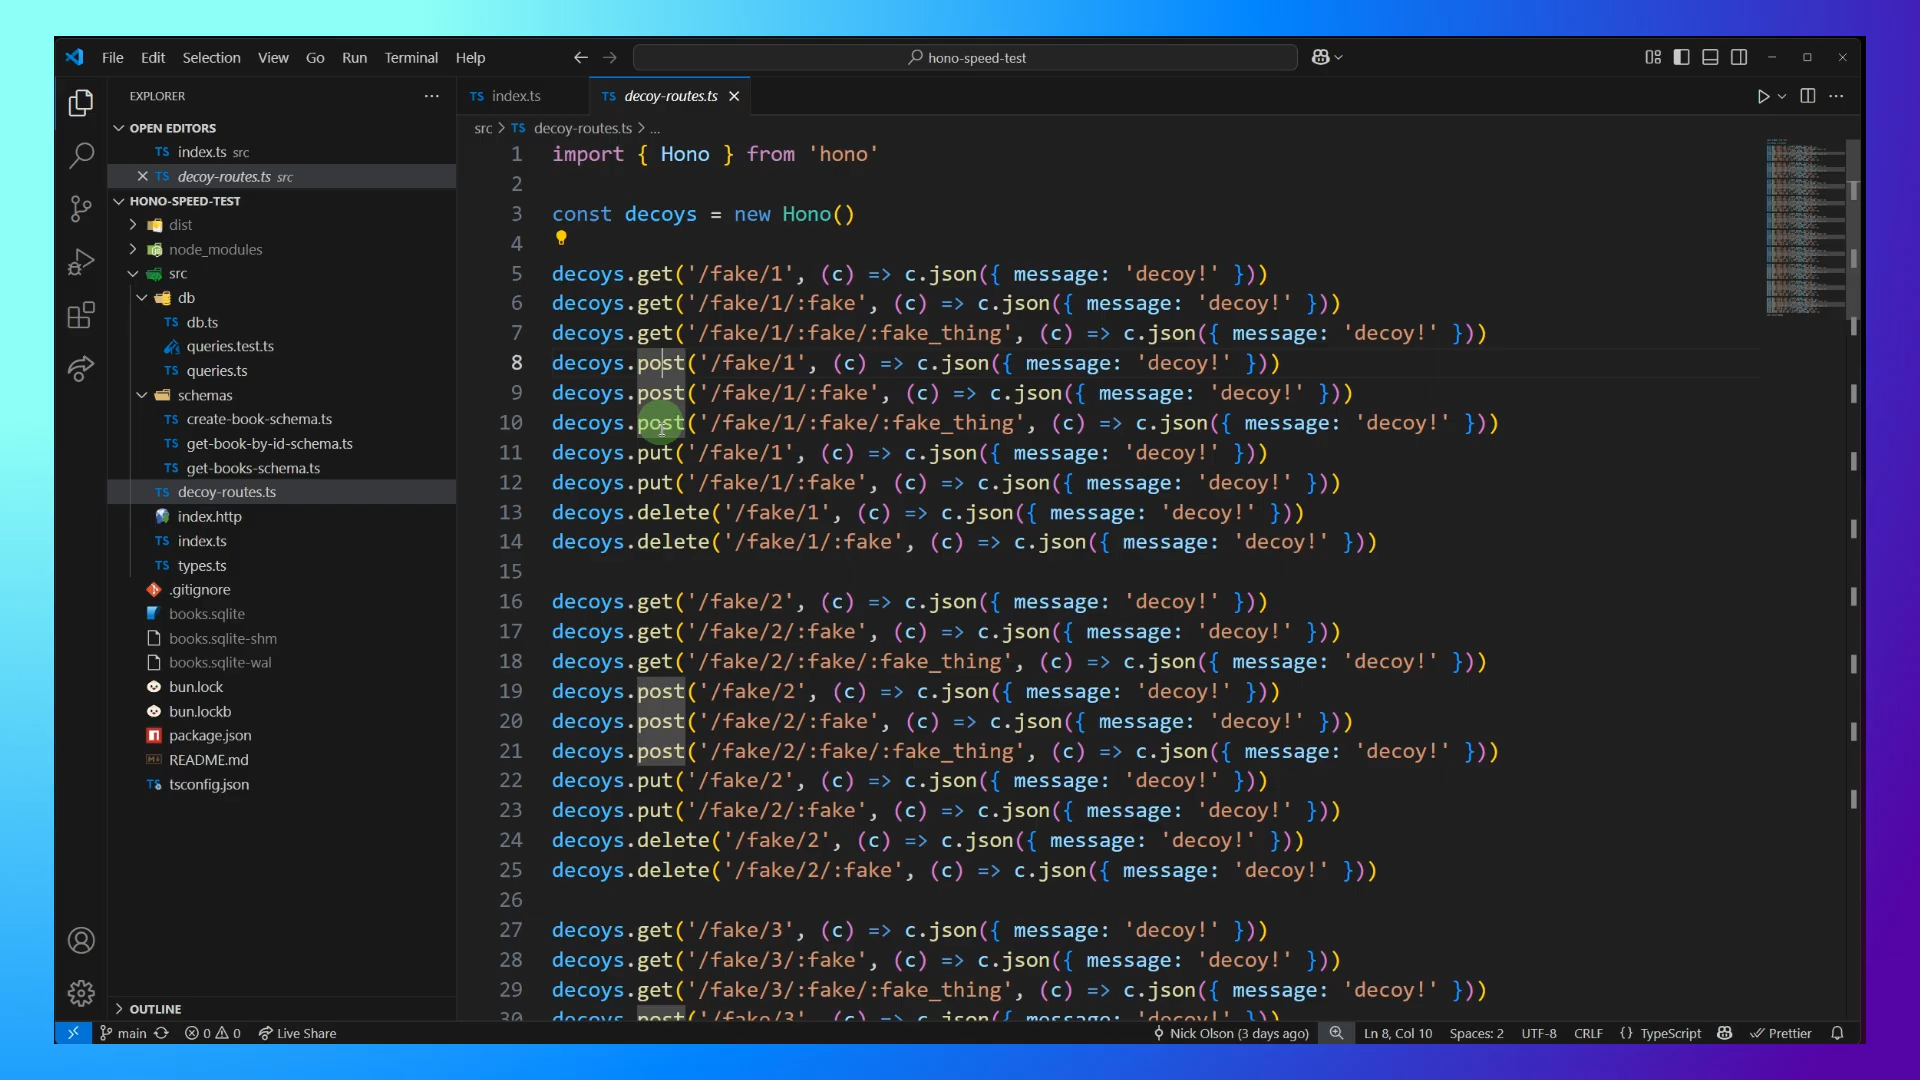 File Edit Selection View Go Run Terminal Help
hono-speed-test
EXPLORER
OPEN EDITORS
TS index.ts src
TS decoy-routes.ts src
HONO-SPEED-TEST
dist
node_modules
src
db
TS db.ts
queries.test.ts
TS queries.ts
schemas
TS create-book-schema.ts
TS get-book-by-id-schema.ts
TS get-books-schema.ts
TS decoy-routes.ts
index.http
TS index.ts
TS types.ts
.gitignore
books.sqlite
books.sqlite-shm
books.sqlite-wal
bun.lock
bun.lockb
package.json
README.md
TS tsconfig.json
OUTLINE
TS index.ts
TS decoy-routes.ts
src > TS decoy-routes.ts > ...
1 import { Hono } from 'hono'
2
3 const decoys = new Hono()
4
5 decoys.get('/fake/1', (c) => c.json({ message: 'decoy!' }))
6 decoys.get('/fake/1/:fake', (c) => c.json({ message: 'decoy!' }))
7 decoys.get('/fake/1/:fake/:fake_thing', (c) => c.json({ message: 'decoy!' }))
8 decoys.post('/fake/1', (c) => c.json({ message: 'decoy!' }))
9 decoys.post('/fake/1/:fake', (c) => c.json({ message: 'decoy!' }))
10 decoys.post('/fake/1/:fake/:fake_thing', (c) => c.json({ message: 'decoy!' }))
11 decoys.put('/fake/1', (c) => c.json({ message: 'decoy!' }))
12 decoys.put('/fake/1/:fake', (c) => c.json({ message: 'decoy!' }))
13 decoys.delete('/fake/1', (c) => c.json({ message: 'decoy!' }))
14 decoys.delete('/fake/1/:fake', (c) => c.json({ message: 'decoy!' }))
15
16 decoys.get('/fake/2', (c) => c.json({ message: 'decoy!' }))
17 decoys.get('/fake/2/:fake', (c) => c.json({ message: 'decoy!' }))
18 decoys.get('/fake/2/:fake/:fake_thing', (c) => c.json({ message: 'decoy!' }))
19 decoys.post('/fake/2', (c) => c.json({ message: 'decoy!' }))
20 decoys.post('/fake/2/:fake', (c) => c.json({ message: 'decoy!' }))
21 decoys.post('/fake/2/:fake/:fake_thing', (c) => c.json({ message: 'decoy!' }))
22 decoys.put('/fake/2', (c) => c.json({ message: 'decoy!' }))
23 decoys.put('/fake/2/:fake', (c) => c.json({ message: 'decoy!' }))
24 decoys.delete('/fake/2', (c) => c.json({ message: 'decoy!' }))
25 decoys.delete('/fake/2/:fake', (c) => c.json({ message: 'decoy!' }))
26
27 decoys.get('/fake/3', (c) => c.json({ message: 'decoy!' }))
28 decoys.get('/fake/3/:fake', (c) => c.json({ message: 'decoy!' }))
29 decoys.get('/fake/3/:fake/:fake_thing', (c) => c.json({ message: 'decoy!' }))
30 decoys.post('/fake/3', (c) => c.json({ message: 'decoy!' }))
main 0 0 Live Share Nick Olson (3 days ago) Ln 8, Col 10 Spaces: 2 UTF-8 CRLF {} TypeScript Prettier